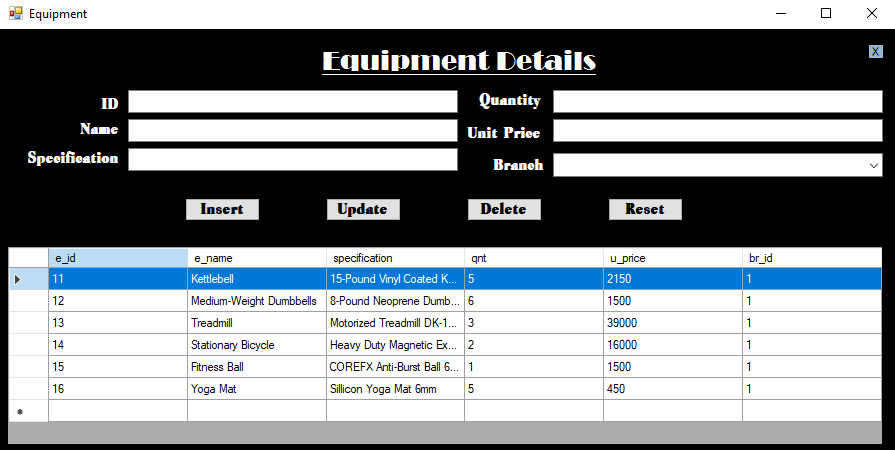 Equipment
Equipment Details
X
ID
Quantity
Name
Unit Price
Specification
Branch
Insert Update Delete Reset
e_id e_name specification qnt u_price br_id
11 Kettlebell 15-Pound Vinyl Coated K... 5 2150 1
12 Medium-Weight Dumbbells 8-Pound Neoprene Dumb... 6 1500 1
13 Treadmill Motorized Treadmill DK-1... 3 39000 1
14 Stationary Bicycle Heavy Duty Magnetic Ex... 2 16000 1
15 Fitness Ball COREFX Anti-Burst Ball 6... 1 1500 1
16 Yoga Mat Sillicon Yoga Mat 6mm 5 450 1